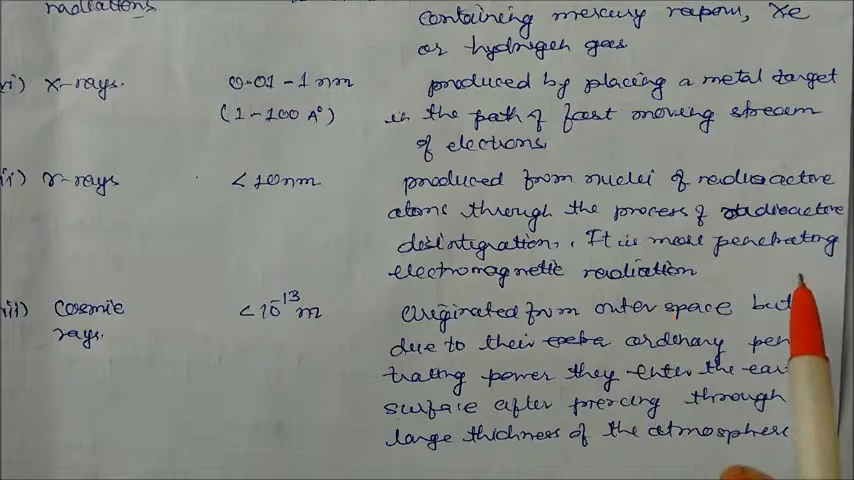 radiations
containing mercury vapour, Xe
or hydrogen gas
vi) x-rays. 0.01-1 nm produced by placing a metal target
(1-100 A°) in the path of fast moving stream
of electrons
ii) r-rays <10nm produced from nuclei of radioactive
atoms through the process of radioactive
disintegration. It is most penetrating
electromagnetic radiation
iii) Cosmic <10⁻¹³ m originated from outer space but
rays. due to their extra ordenary pen
trating power they enter the ear
surface after piercing through
large thichness of the atmosphere